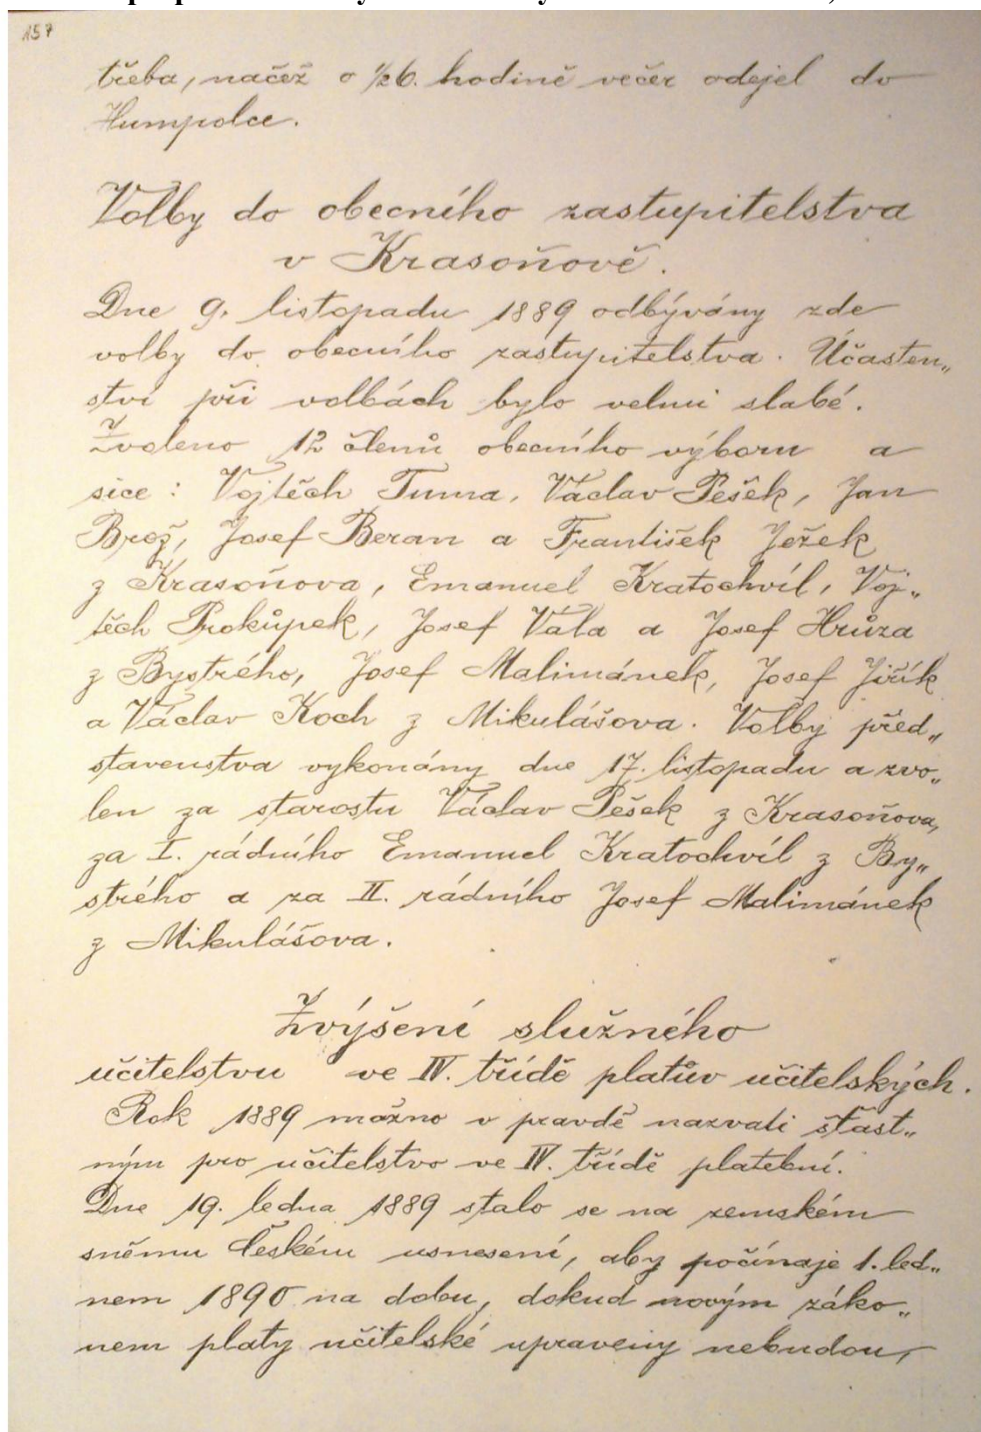 157
třeba, načež o ½6. hodině večer odejel do
Humpolce.
Volby do obecního zastupitelstva
v Krasoňově.
Dne 9. listopadu 1889 odbývány zde
volby do obecního zastupitelstva. Účasten„
ství při volbách bylo velmi slabé.
Zvoleno 12 členů obecního výboru a
sice: Vojtěch Tuma, Václav Pešek, Jan
Brož, Josef Beran a František Ježek
z Krasoňova, Emanuel Kratochvíl, Voj„
těch Prokůpek, Josef Vála a Josef Hrůza
z Bystrého, Josef Malimánek, Josef Jiřík
a Václav Koch z Mikulášova. Volby před„
stavenstva vykonány dne 17. listopadu a zvo„
len za starostu Václav Pešek z Krasoňova,
za I. rádního Emanuel Kratochvíl z By„
strého a za II. rádního Josef Malimánek
z Mikulášova.
Zvýšení služného
učitelstvu ve IV. třídě platův učitelských.
Rok 1889 možno v pravdě nazvati šťast„
ným pro učitelstvo ve IV. třídě platební.
Dne 19. ledna 1889 stalo se na zemském
sněmu českém usnesení, aby počínaje 1. led„
nem 1890 na dobu, dokud novým záko„
nem platy učitelské upraveny nebudou,